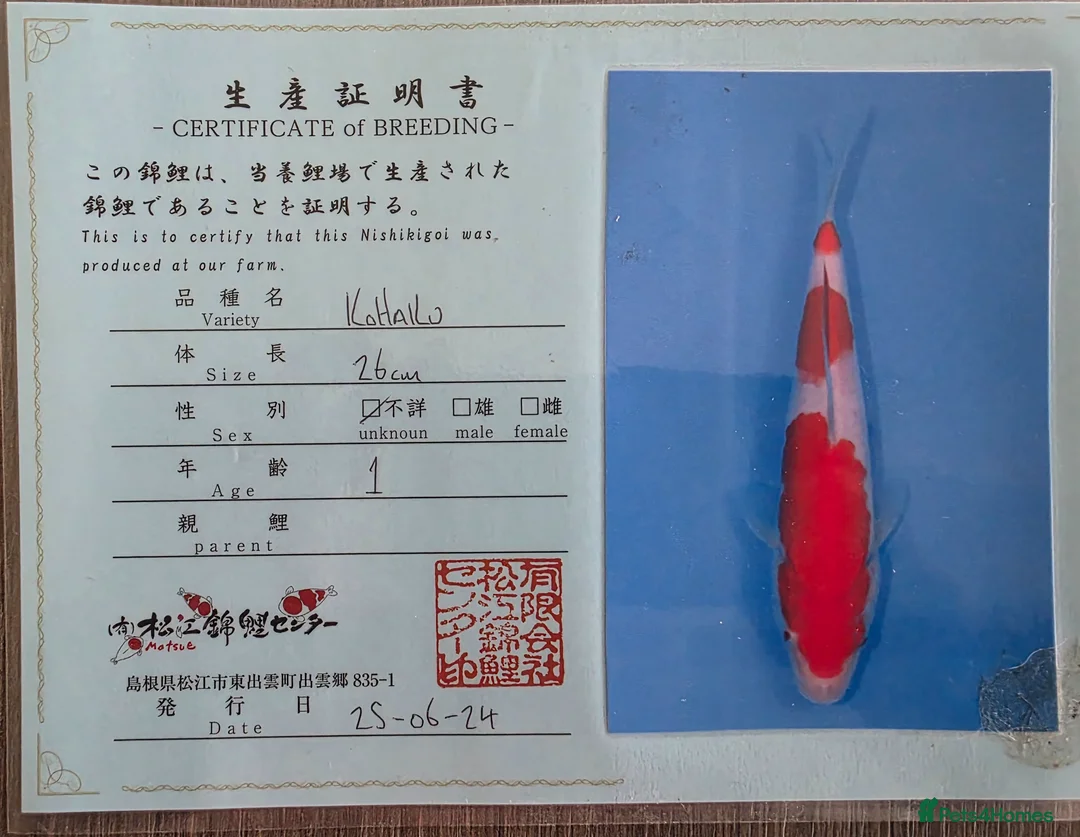 生産証明書
- CERTIFICATE of BREEDING -
この錦鯉は、当養鯉場で生産された
錦鯉であることを証明する。
This is to certify that this Nishikigoi was
produced at our farm.
品種名
Variety
KOHAKU
体長
Size
26cm
性別
Sex
不詳 雄 雌
unknoun male female
年齢
Age
1
親鯉
parent
(有)松江錦鯉センター
Matsue
有限会社
松江錦鯉
センター印
島根県松江市東出雲町出雲郷 835-1
発行日
Date
25-06-24
Pets4Homes